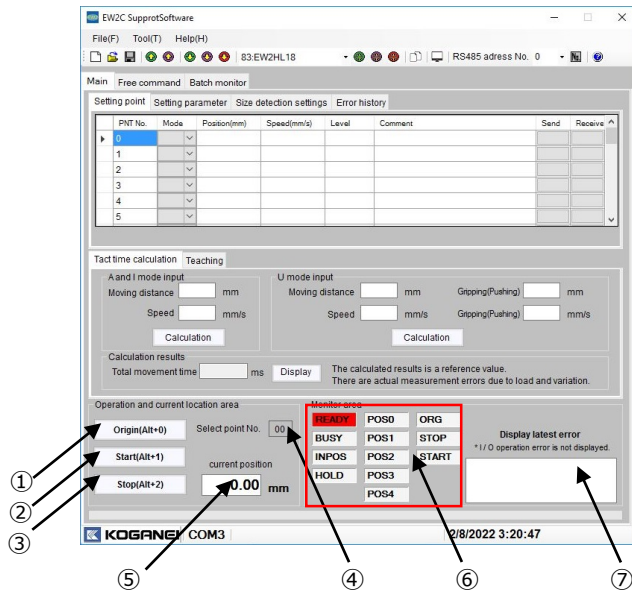 EW2C SupprotSoftware
File(F) Tool(T) Help(H)
83:EW2HL18 RS485 adress No. 0
Main Free command Batch monitor
Setting point Setting parameter Size detection settings Error history
PNT No. Mode Position(mm) Speed(mm/s) Level Comment Send Receive
0
1
2
3
4
5
Tact time calculation Teaching
A and I mode input U mode input
Moving distance mm Moving distance mm Gripping(Pushing) mm
Speed mm/s Speed mm/s Gripping(Pushing) mm/s
Calculation Calculation
Calculation results
Total movement time ms Display The calculated results is a reference value.
There are actual measurement errors due to load and variation.
Operation and current location area Monitor area
Origin(Alt+0) Select point No. 00 READY POS0 ORG
Display latest error
BUSY POS1 STOP
* I / O operation error is not displayed.
Start(Alt+1) INPOS POS2 START
current position HOLD POS3
Stop(Alt+2) 0.00 mm POS4
KOGANEI COM3 2/8/2022 3:20:47
① ② ③ ④ ⑤ ⑥ ⑦